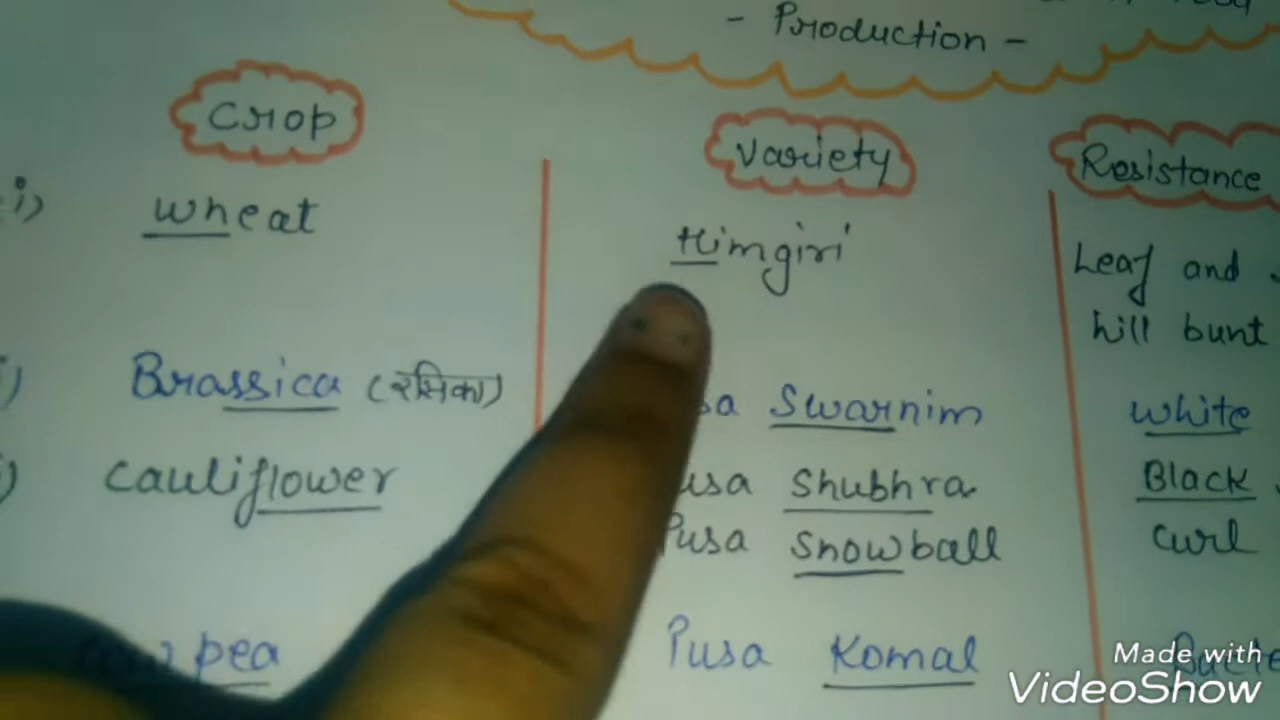 - Production -
Crop Variety Resistance
i) Wheat Himgiri Leaf and
hill bunt
Brassica (रसिका) Swarnim White
Cauliflower Pusa Shubhra Black
Pusa Snowball Curl
pea Pusa Komal
Made with
VideoShow